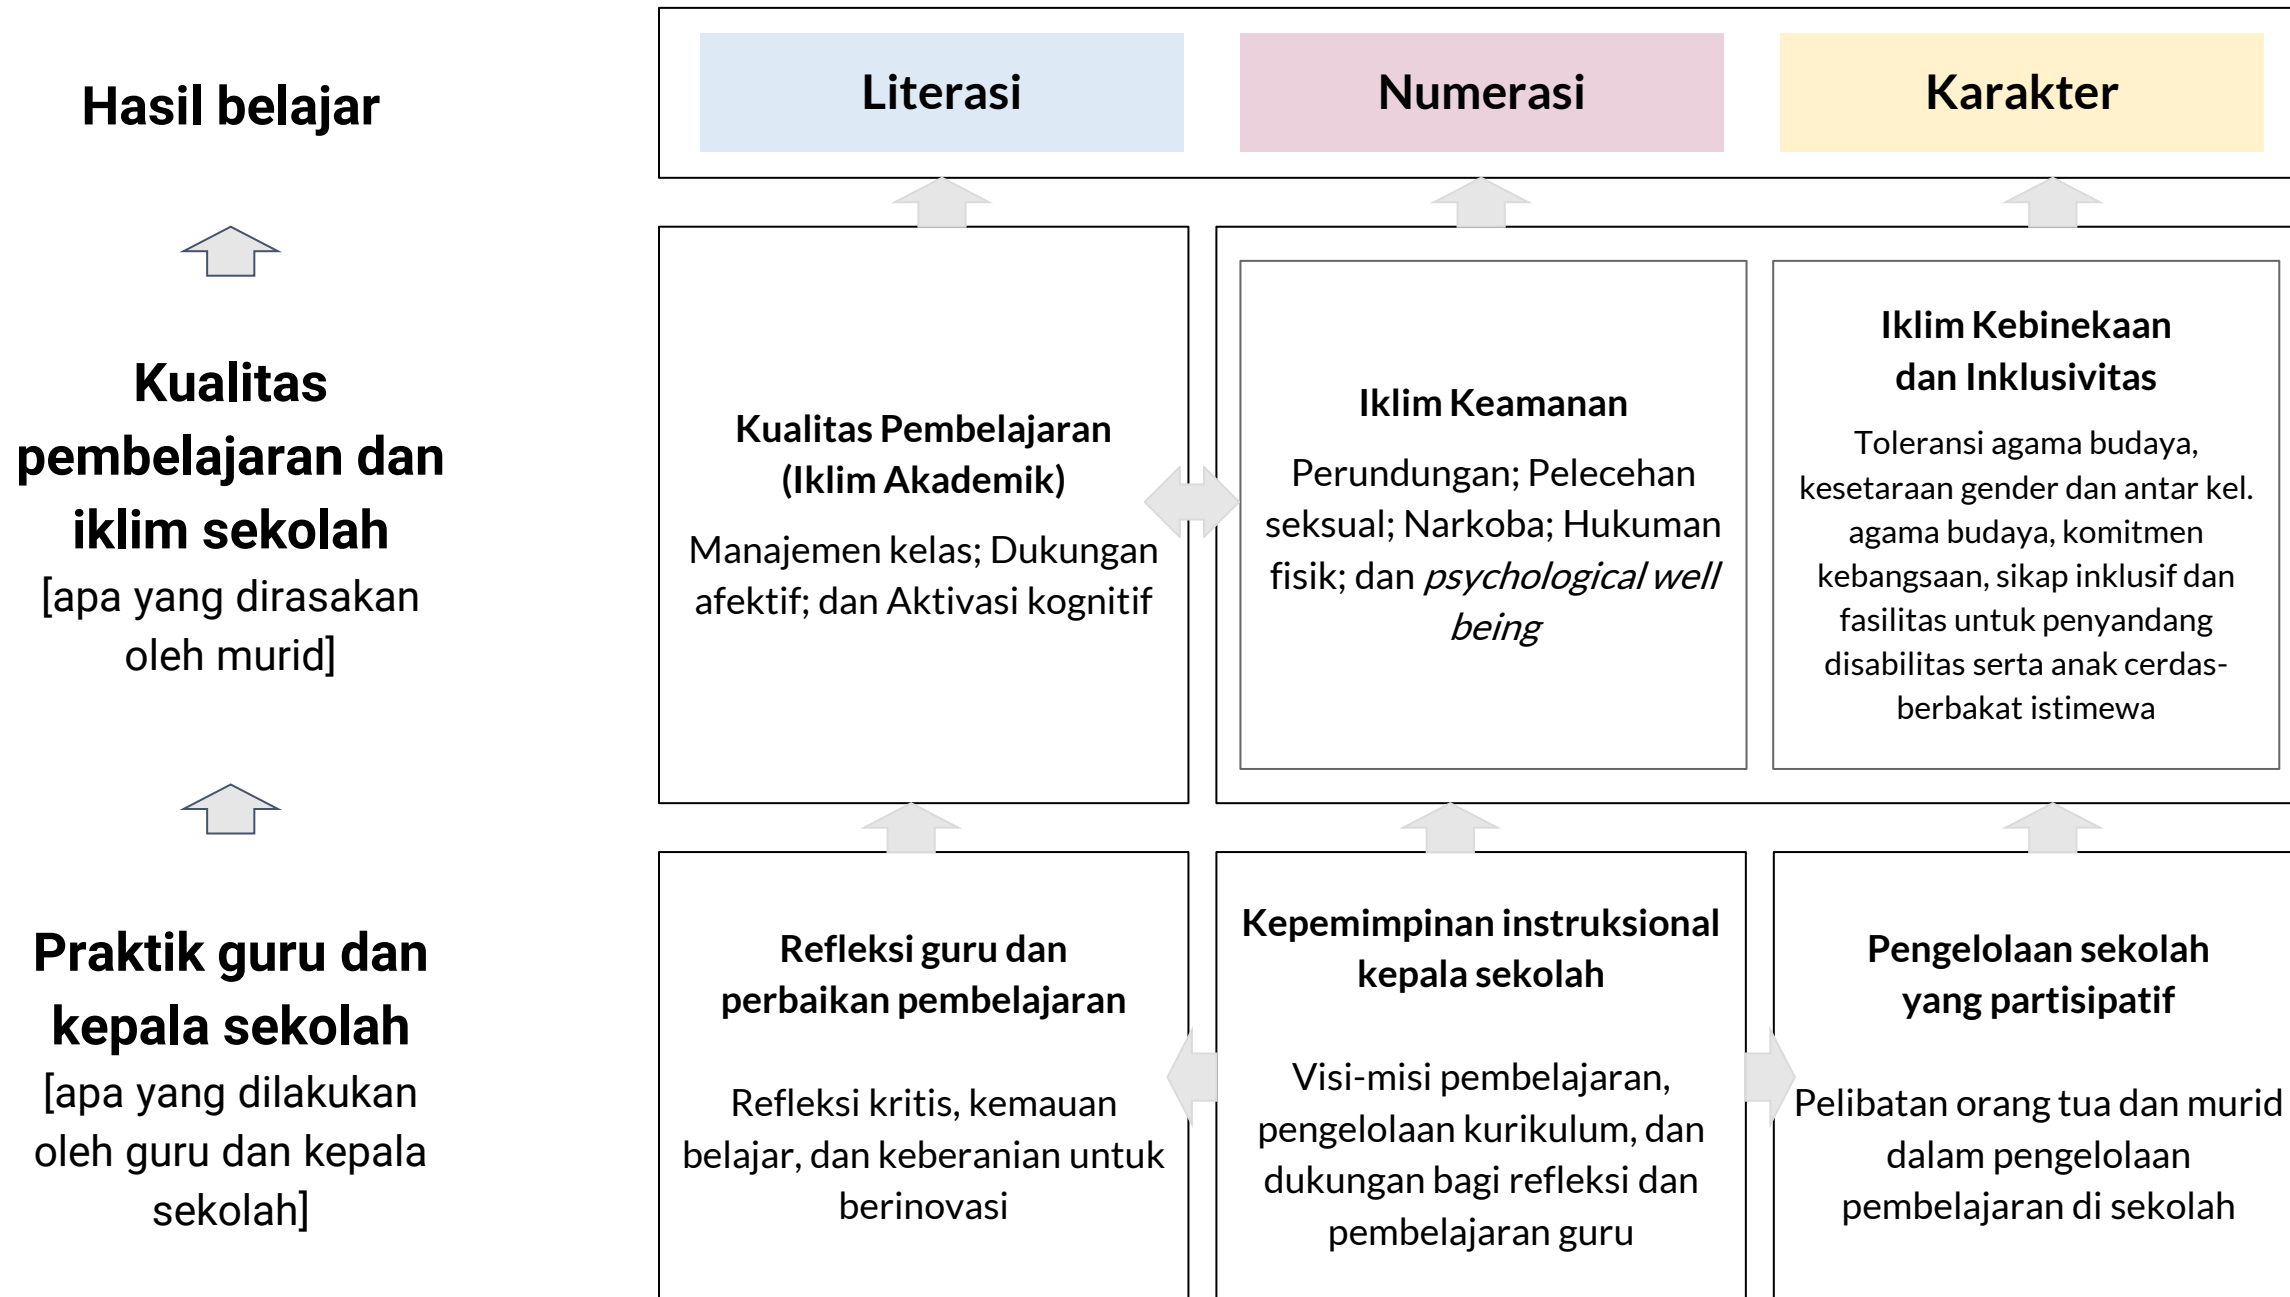 Hasil belajar
Literasi
Numerasi
Karakter
Kualitas
pembelajaran dan
iklim sekolah
[apa yang dirasakan
oleh murid]
Kualitas Pembelajaran
(Iklim Akademik)
Manajemen kelas; Dukungan
afektif; dan Aktivasi kognitif
Iklim Keamanan
Perundungan; Pelecehan
seksual; Narkoba; Hukuman
fisik; dan psychological well
being
Iklim Kebinekaan
dan Inklusivitas
Toleransi agama budaya,
kesetaraan gender dan antar kel.
agama budaya, komitmen
kebangsaan, sikap inklusif dan
fasilitas untuk penyandang
disabilitas serta anak cerdas-
berbakat istimewa
Praktik guru dan
kepala sekolah
[apa yang dilakukan
oleh guru dan kepala
sekolah]
Refleksi guru dan
perbaikan pembelajaran
Refleksi kritis, kemauan
belajar, dan keberanian untuk
berinovasi
Kepemimpinan instruksional
kepala sekolah
Visi-misi pembelajaran,
pengelolaan kurikulum, dan
dukungan bagi refleksi dan
pembelajaran guru
Pengelolaan sekolah
yang partisipatif
Pelibatan orang tua dan murid
dalam pengelolaan
pembelajaran di sekolah